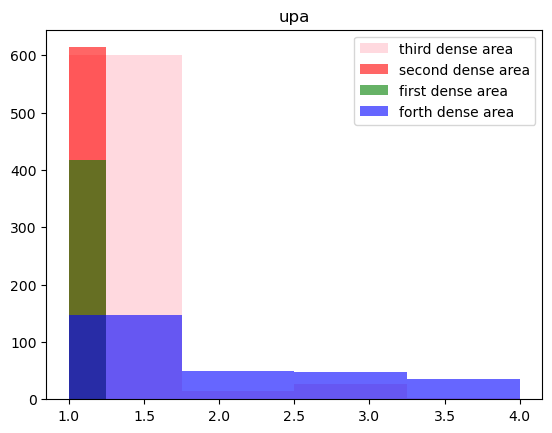 upa
third dense area
second dense area
first dense area
forth dense area
600
500
400
300
200
100
0
1.0 1.5 2.0 2.5 3.0 3.5 4.0